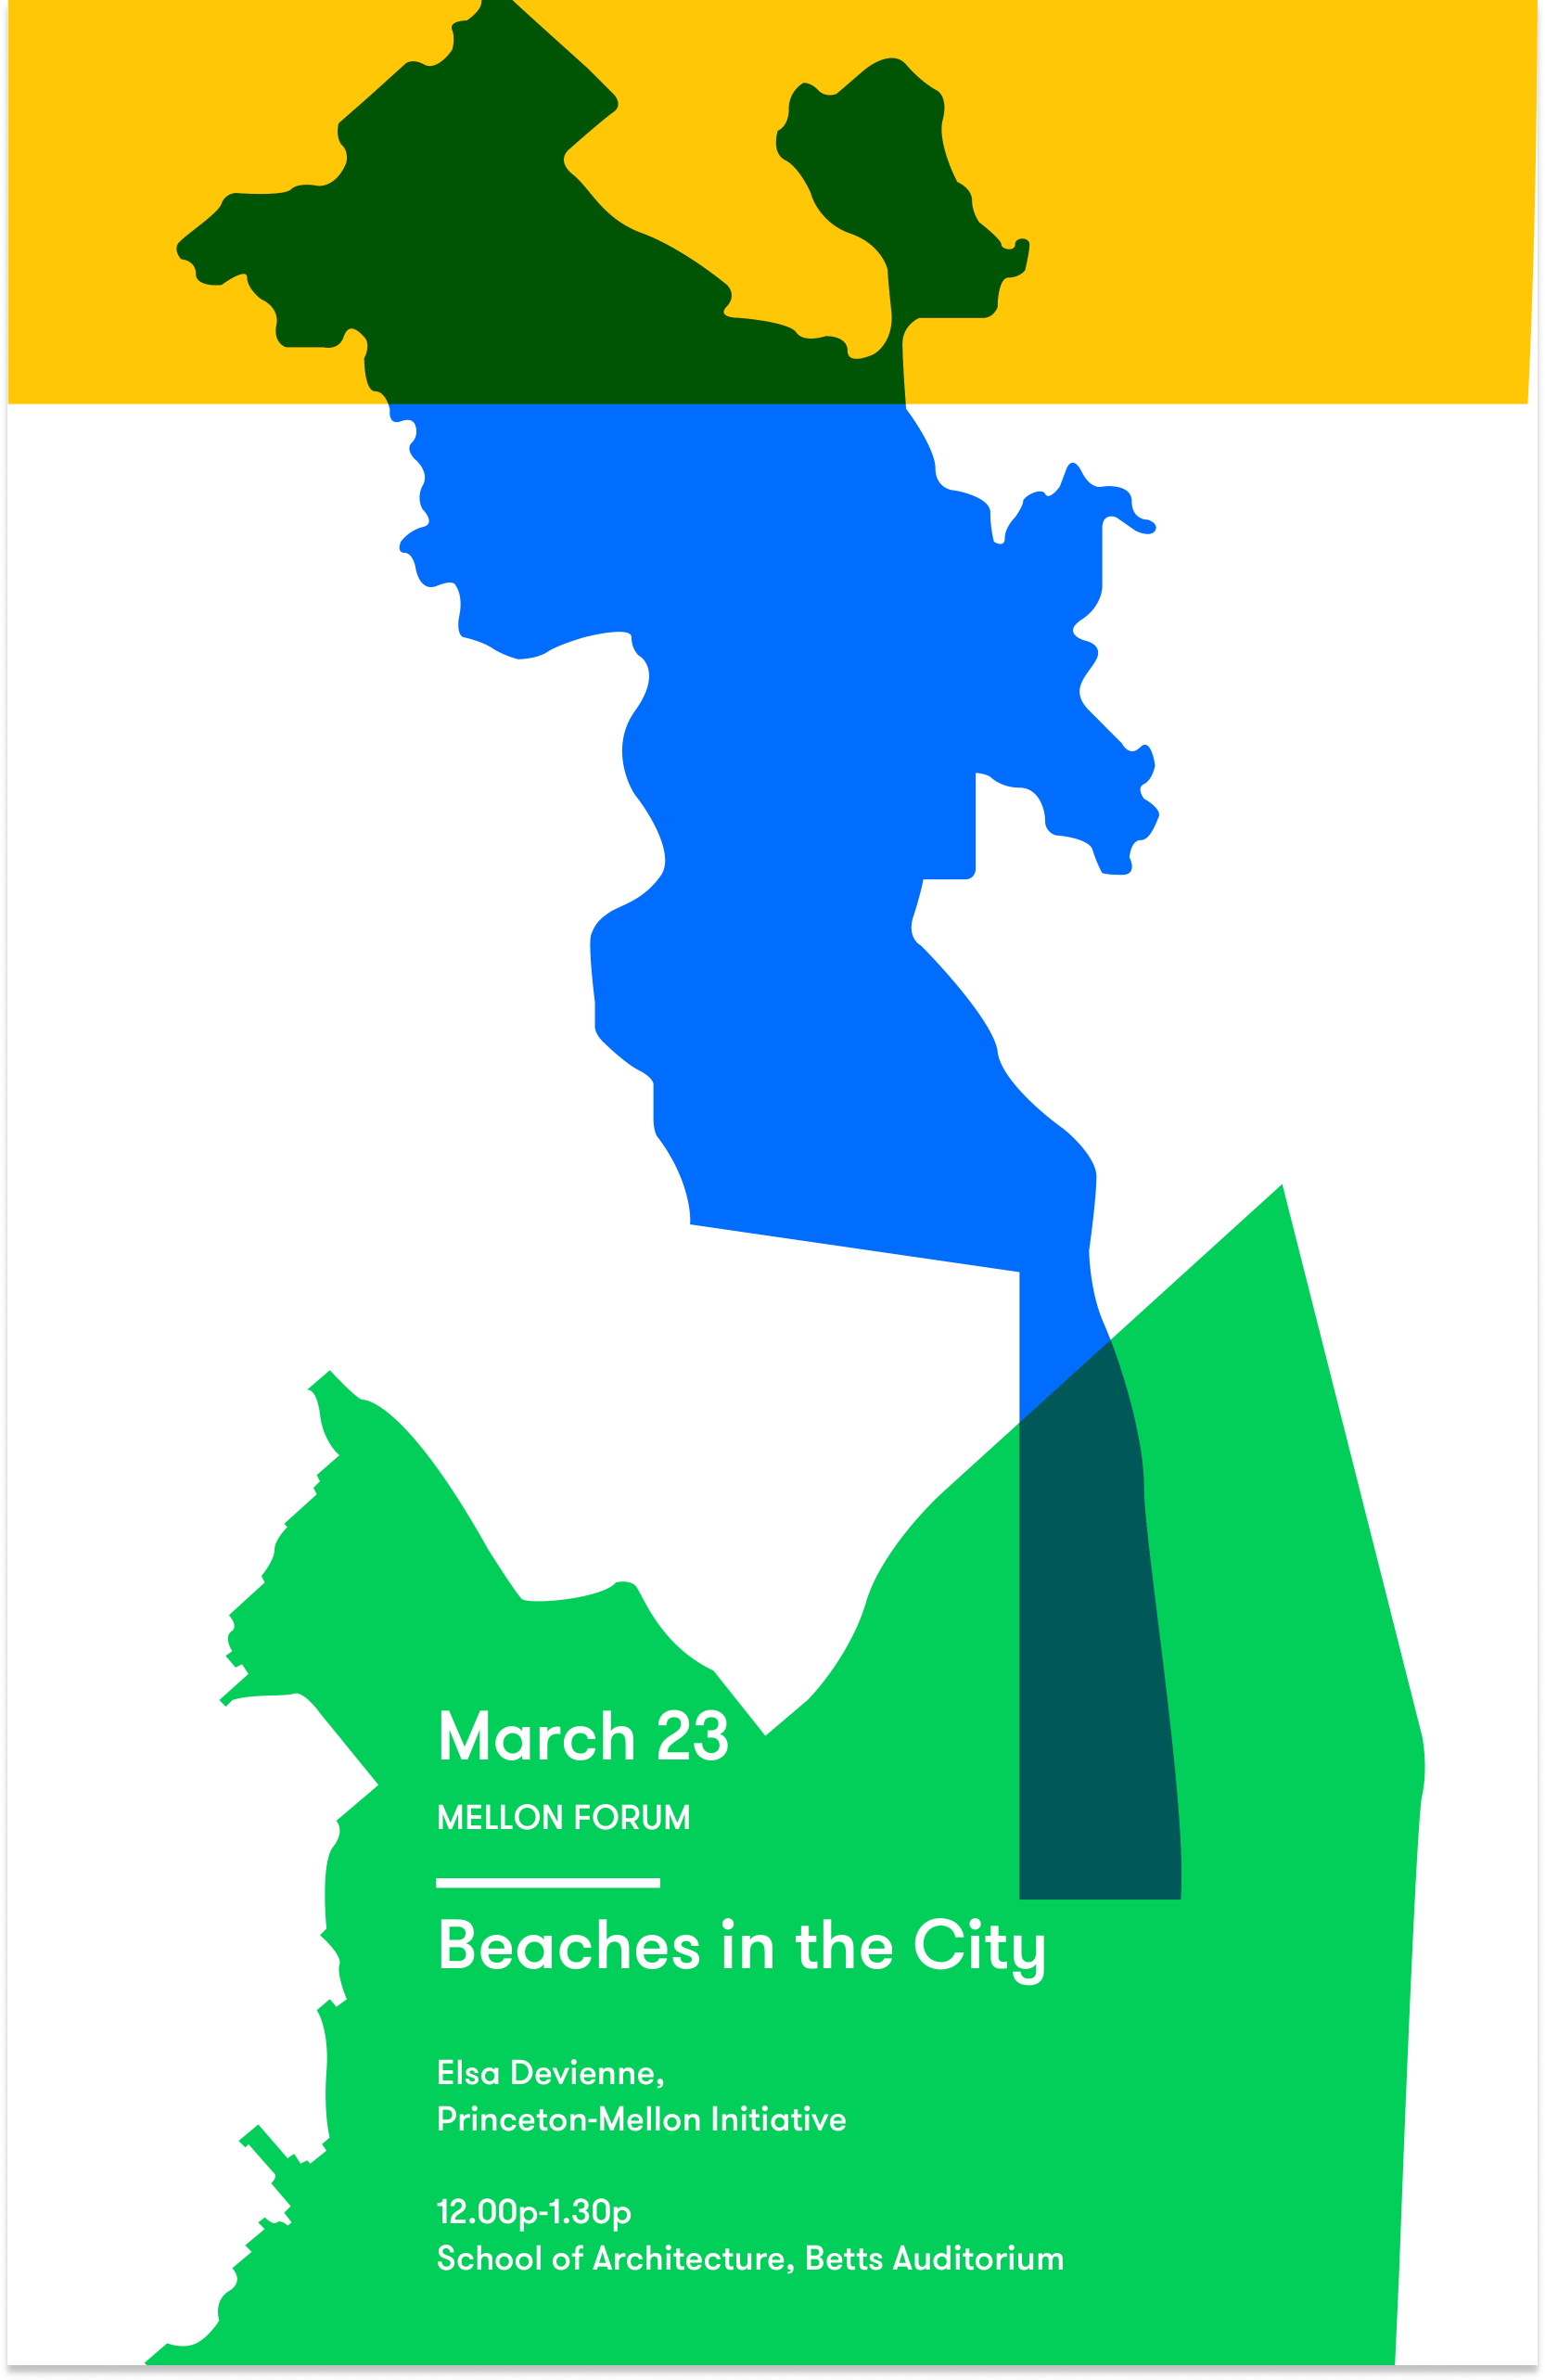 March 23
MELLON FORUM
Beaches in the City
Elsa Devienne,
Princeton-Mellon Initiative
12.00p-1.30p
School of Architecture, Betts Auditorium